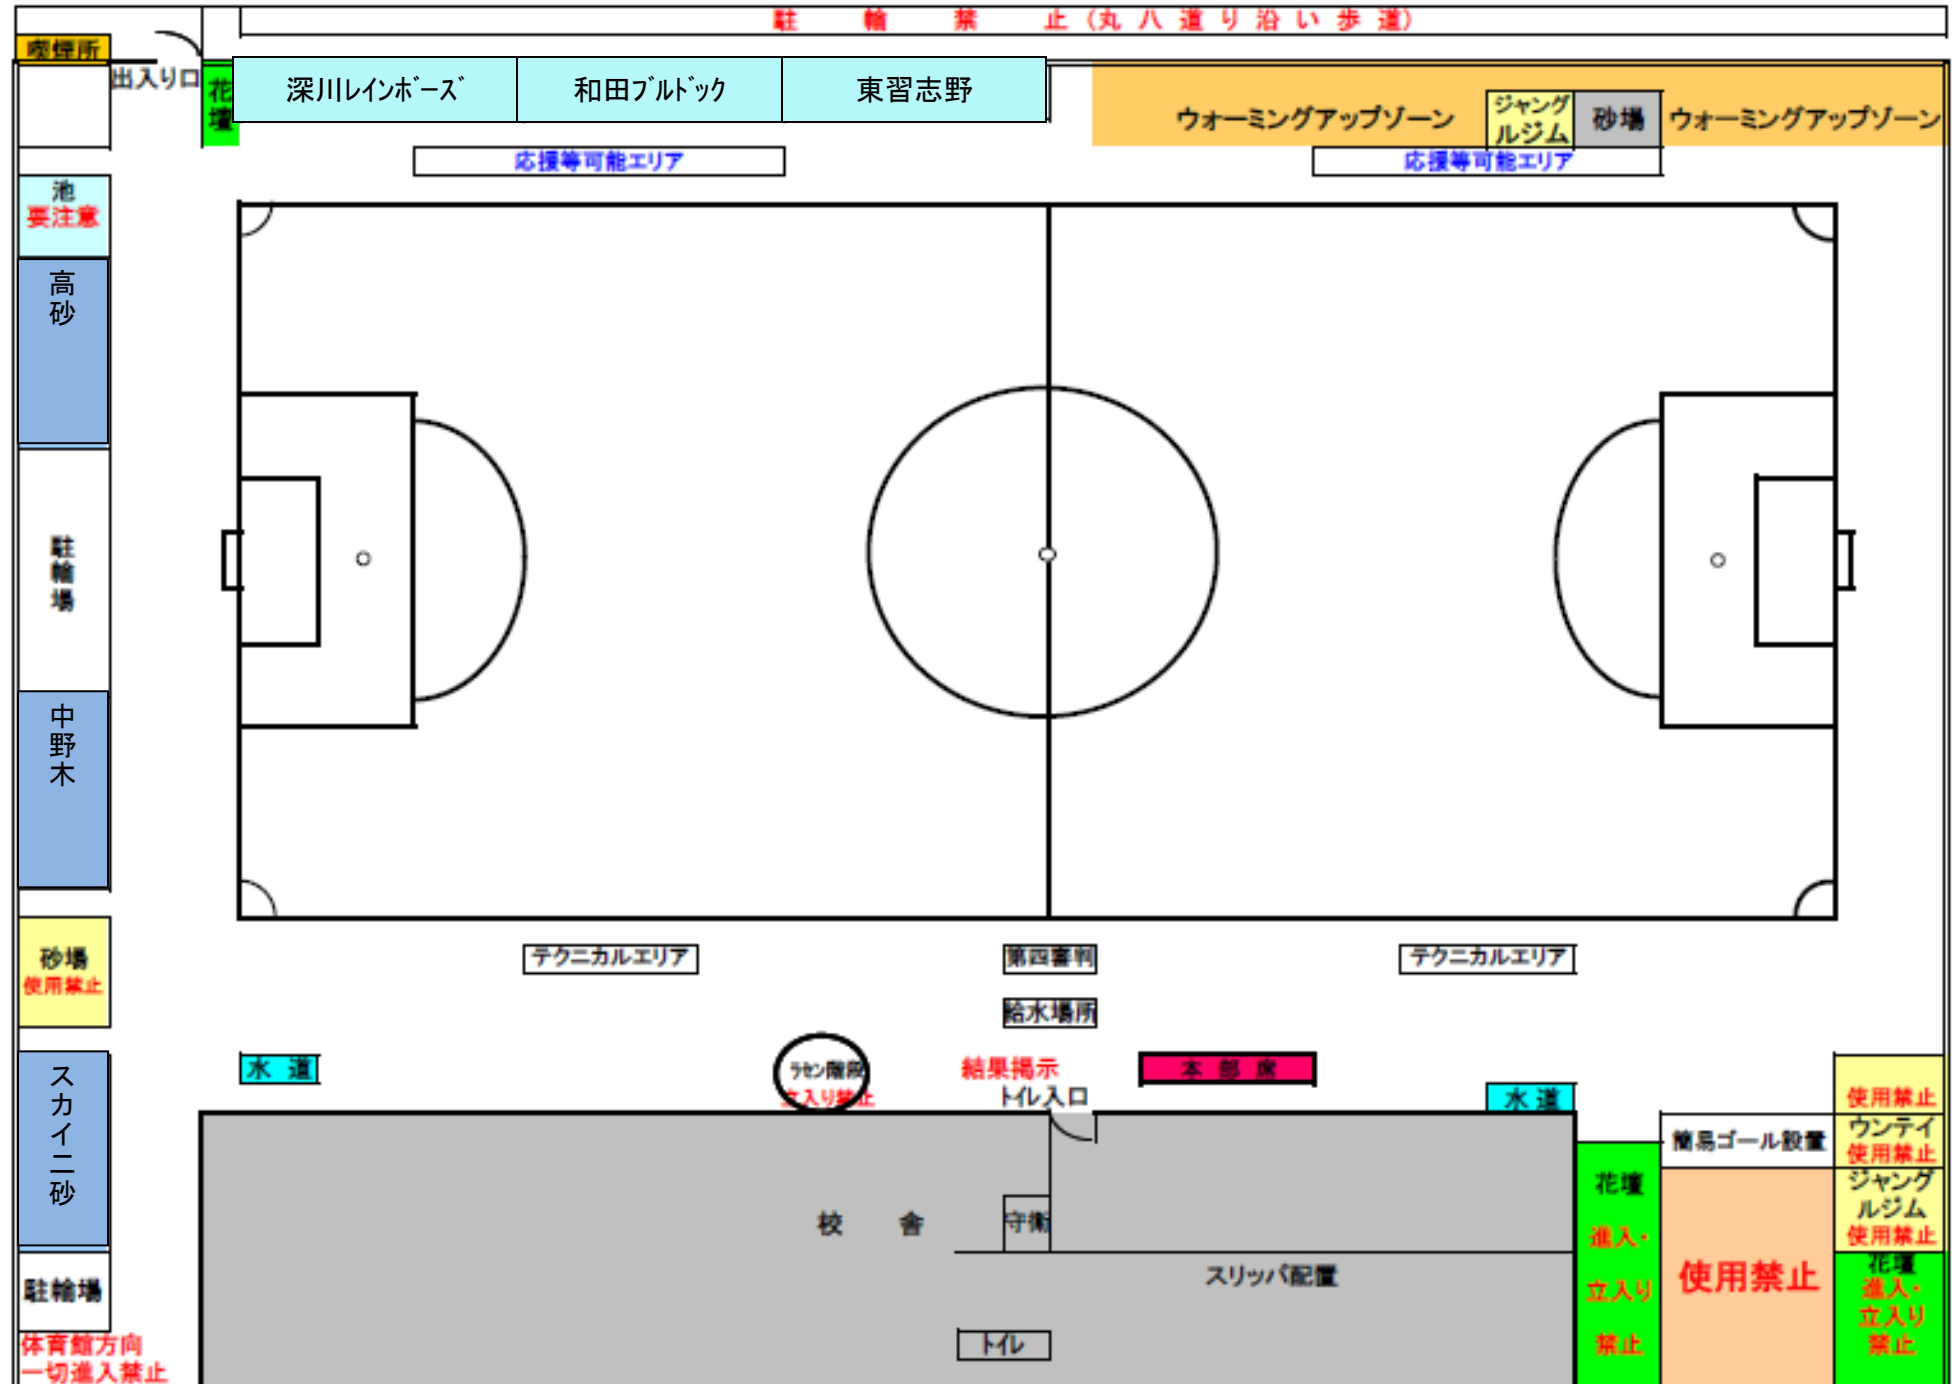 駐輪禁止(丸八道り沿い歩道)
喫煙所
出入り口
花壇
深川レインボーズ
和田ブルドック
東習志野
ウォーミングアップゾーン
ジャング
ルジム
砂場
ウォーミングアップゾーン
応援等可能エリア
応援等可能エリア
池
要注意
高砂
駐輪場
中野木
砂場
使用禁止
テクニカルエリア
第四審判
テクニカルエリア
給水場所
スカイ二砂
水道
ラセン階段
立入り禁止
結果掲示
トイレ入口
本部席
水道
使用禁止
簡易ゴール設置
ウンテイ
使用禁止
ジャング
ルジム
使用禁止
花壇
進入・
立入り
禁止
校舎
守衛
スリッパ配置
使用禁止
花壇
進入・
立入り
禁止
駐輪場
トイレ
体育館方向
一切進入禁止